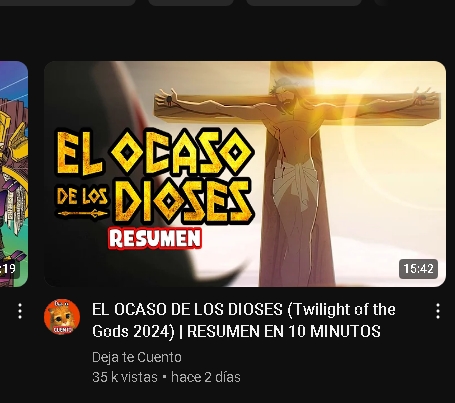 EL OCASO
DE LOS DIOSES
RESUMEN
:19
15:42
EL OCASO DE LOS DIOSES (Twilight of the
Gods 2024) | RESUMEN EN 10 MINUTOS
Deja te Cuento
35 k vistas • hace 2 días